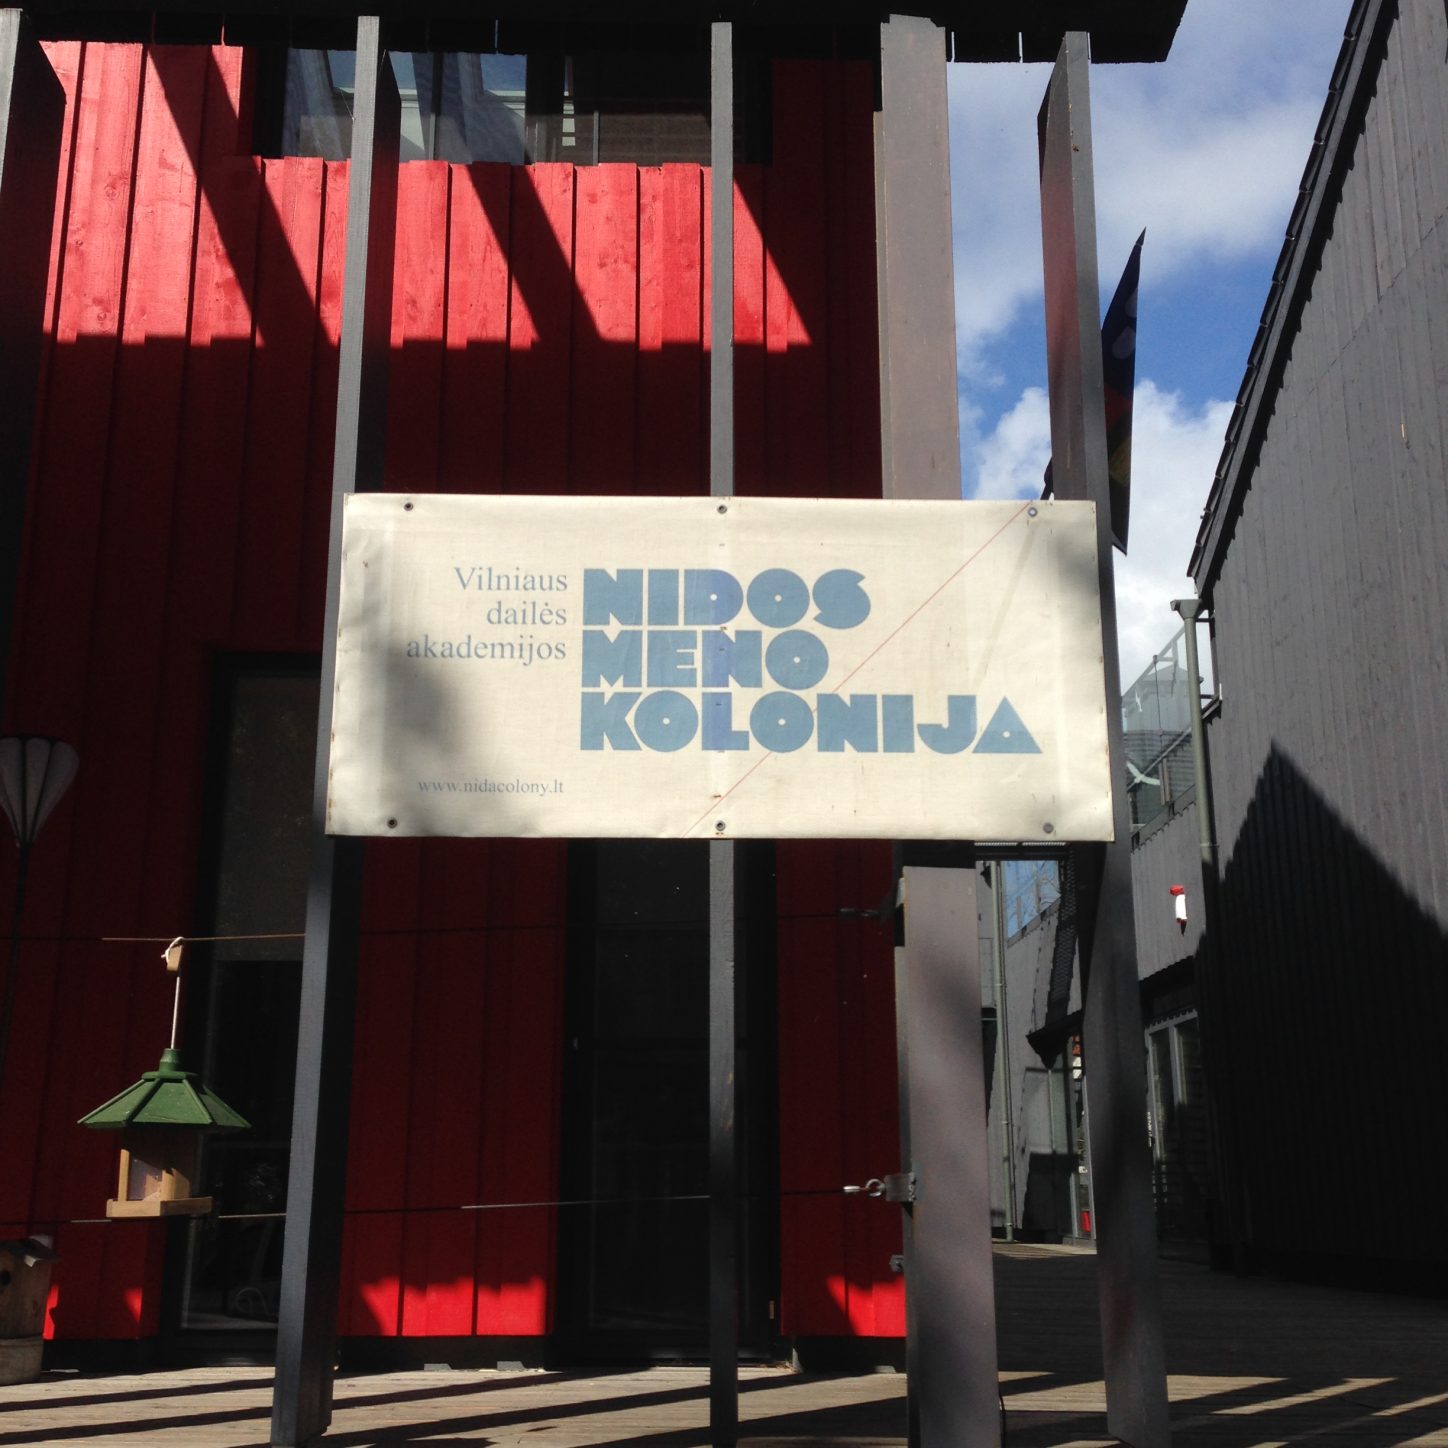 Vilniaus
dailės
akademijos
NIDOS
MENO
KOLONIJA
www.nidacolony.lt